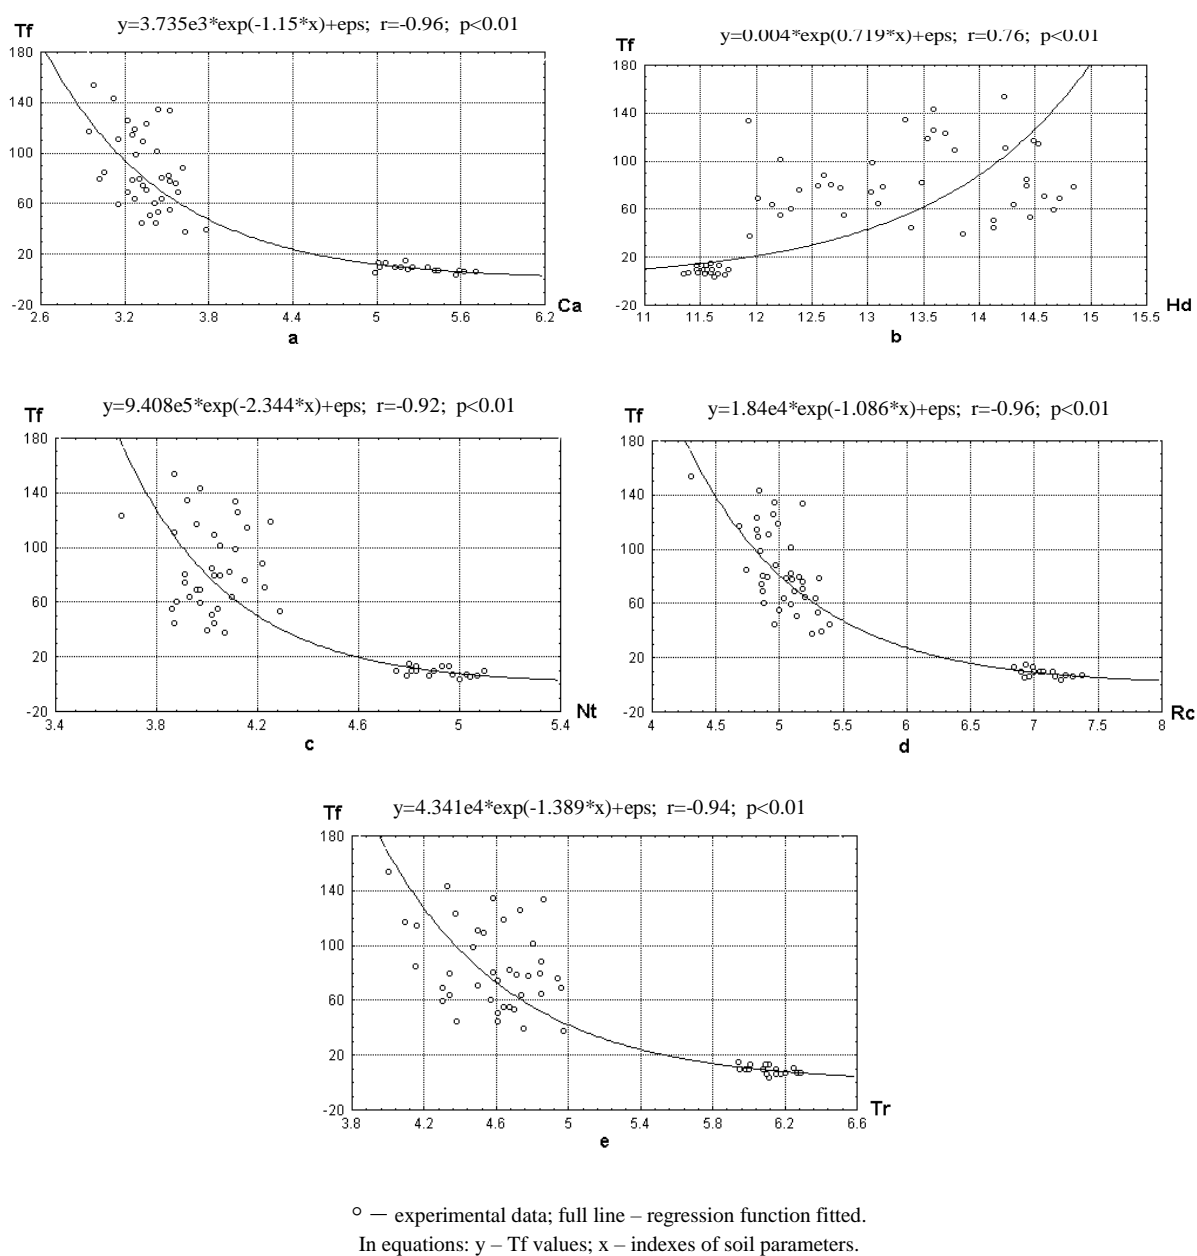 Tf y=3.735e3*exp(-1.15*x)+eps; r=-0.96; p<0.01
180
140
100
60
20
-20
2.6 3.2 3.8 4.4 5 5.6 6.2 Ca
a
Tf y=0.004*exp(0.719*x)+eps; r=0.76; p<0.01
180
140
100
60
20
-20
11 11.5 12 12.5 13 13.5 14 14.5 15 15.5 Hd
b
Tf y=9.408e5*exp(-2.344*x)+eps; r=-0.92; p<0.01
180
140
100
60
20
-20
3.4 3.8 4.2 4.6 5 5.4 Nt
c
Tf y=1.84e4*exp(-1.086*x)+eps; r=-0.96; p<0.01
180
140
100
60
20
-20
4 4.5 5 5.5 6 6.5 7 7.5 8 Rc
d
Tf y=4.341e4*exp(-1.389*x)+eps; r=-0.94; p<0.01
180
140
100
60
20
-20
3.8 4.2 4.6 5 5.4 5.8 6.2 6.6 Tr
e
— experimental data; full line – regression function fitted.
In equations: y – Tf values; x – indexes of soil parameters.